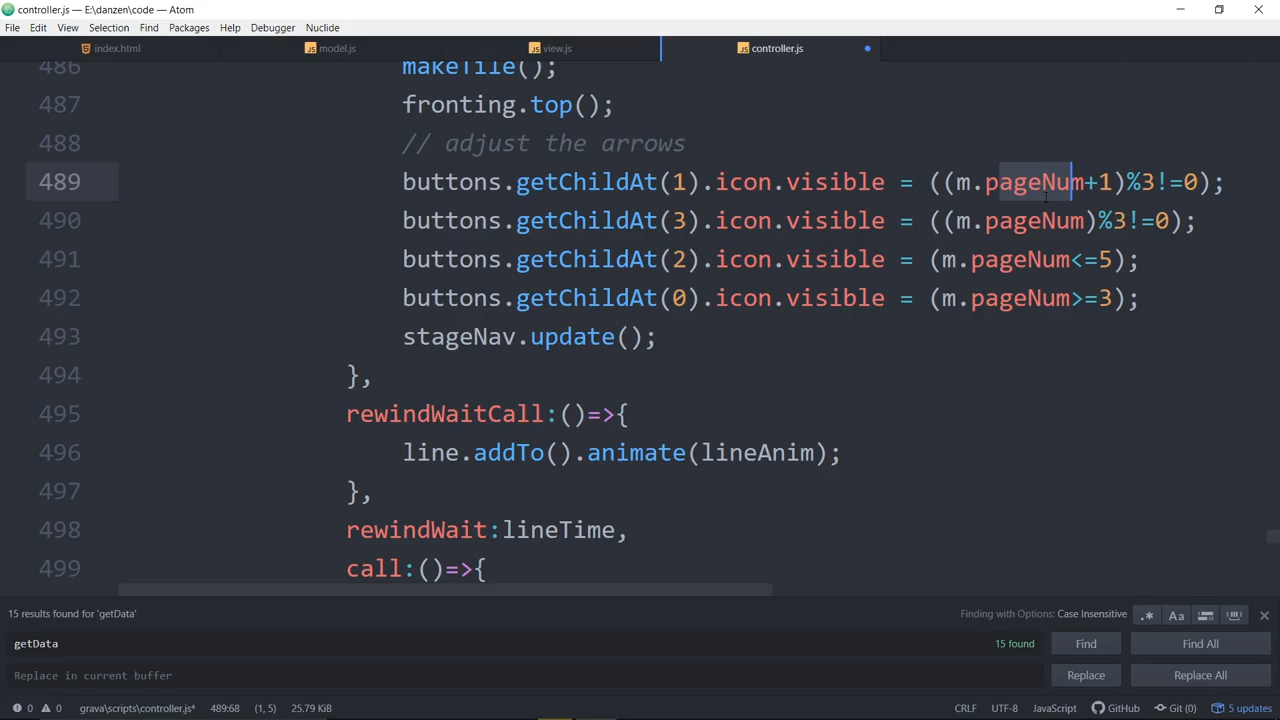 controller.js — E:\danzen\code — Atom
File Edit View Selection Find Packages Help Debugger Nuclide
index.html model.js view.js controller.js
486 makeTile();
487 fronting.top();
488 // adjust the arrows
489 buttons.getChildAt(1).icon.visible = ((m.pageNum+1)%3!=0);
490 buttons.getChildAt(3).icon.visible = ((m.pageNum)%3!=0);
491 buttons.getChildAt(2).icon.visible = (m.pageNum<=5);
492 buttons.getChildAt(0).icon.visible = (m.pageNum>=3);
493 stageNav.update();
494 },
495 rewindWaitCall:()=>{
496 line.addTo().animate(lineAnim);
497 },
498 rewindWait:lineTime,
499 call:()=>{
15 results found for 'getData' Finding with Options: Case Insensitive .* Aa
getData 15 found Find Find All
Replace in current buffer Replace Replace All
0 0 grava\scripts\controller.js* 489:68 (1, 5) 25.79 KiB CRLF UTF-8 JavaScript GitHub Git (0) 5 updates